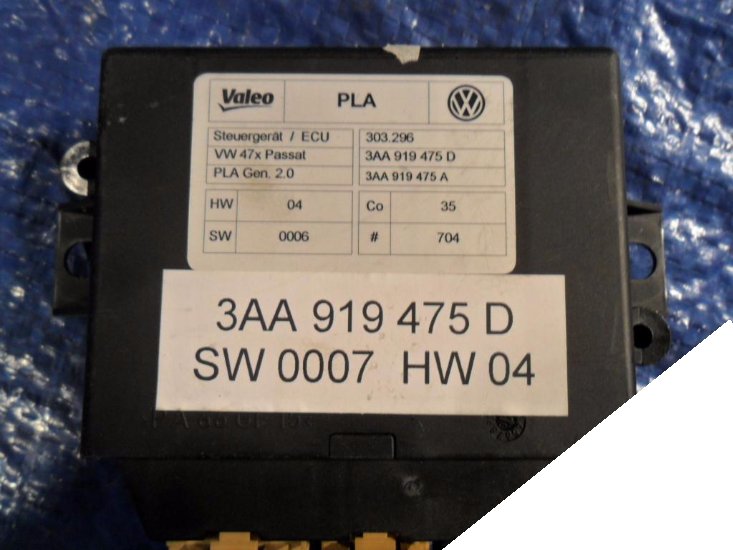 Valeo PLA
Steuergerät / ECU 303.296
VW 47x Passat 3AA 919 475 D
PLA Gen. 2.0 3AA 919 475 A
HW 04 Co 35
SW 0006 # 704
3AA 919 475 D
SW 0007 HW 04